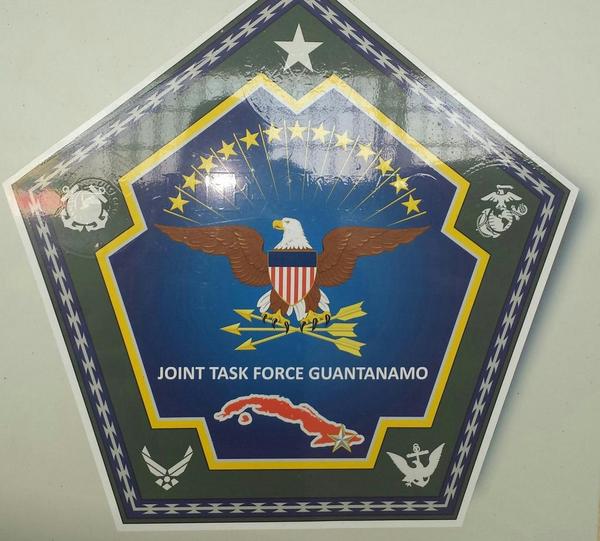 JOINT TASK FORCE GUANTANAMO